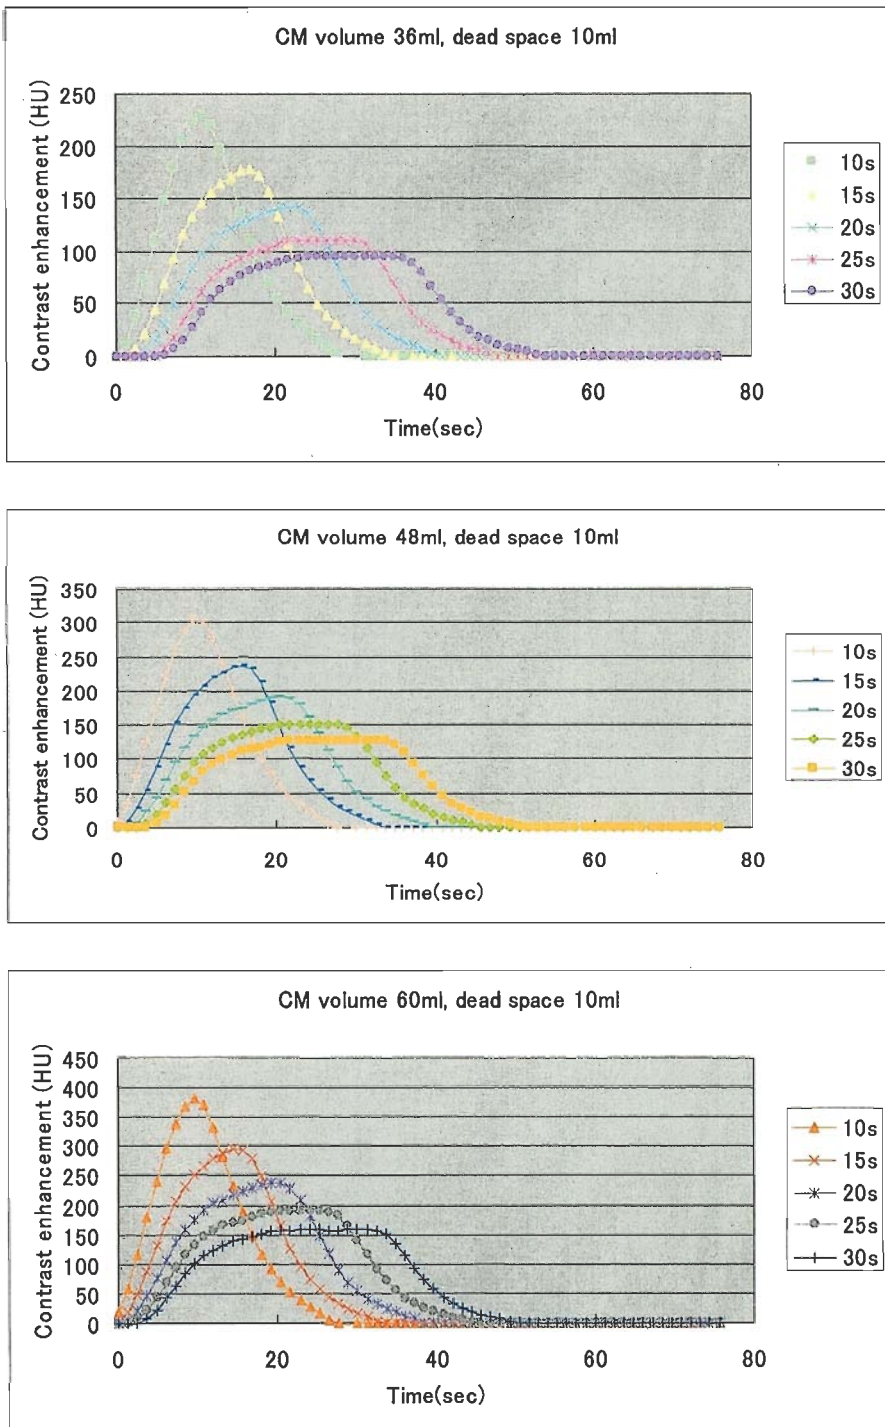 CM volume 36ml, dead space 10ml
Contrast enhancement (HU)
250
200
150
100
50
0
0 20 40 60 80
Time(sec)
10s
15s
20s
25s
30s
CM volume 48ml, dead space 10ml
Contrast enhancement (HU)
350
300
250
200
150
100
50
0
0 20 40 60 80
Time(sec)
10s
15s
20s
25s
30s
CM volume 60ml, dead space 10ml
Contrast enhancement (HU)
450
400
350
300
250
200
150
100
50
0
0 20 40 60 80
Time(sec)
10s
15s
20s
25s
30s